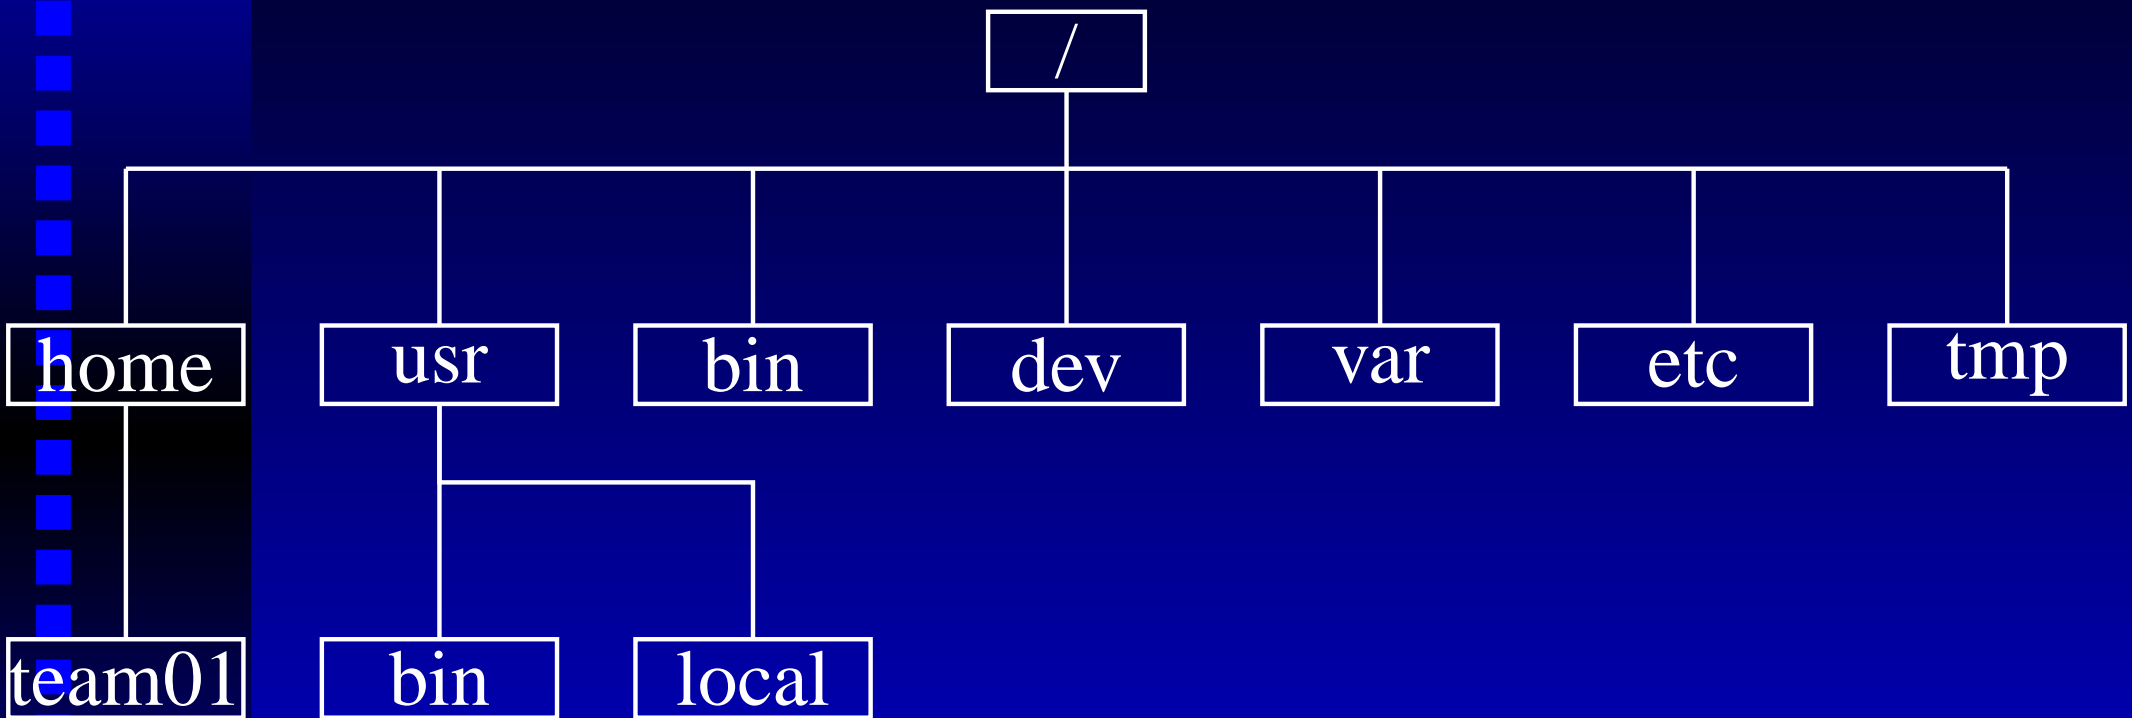 /
home
usr
bin
dev
var
etc
tmp
team01
bin
local